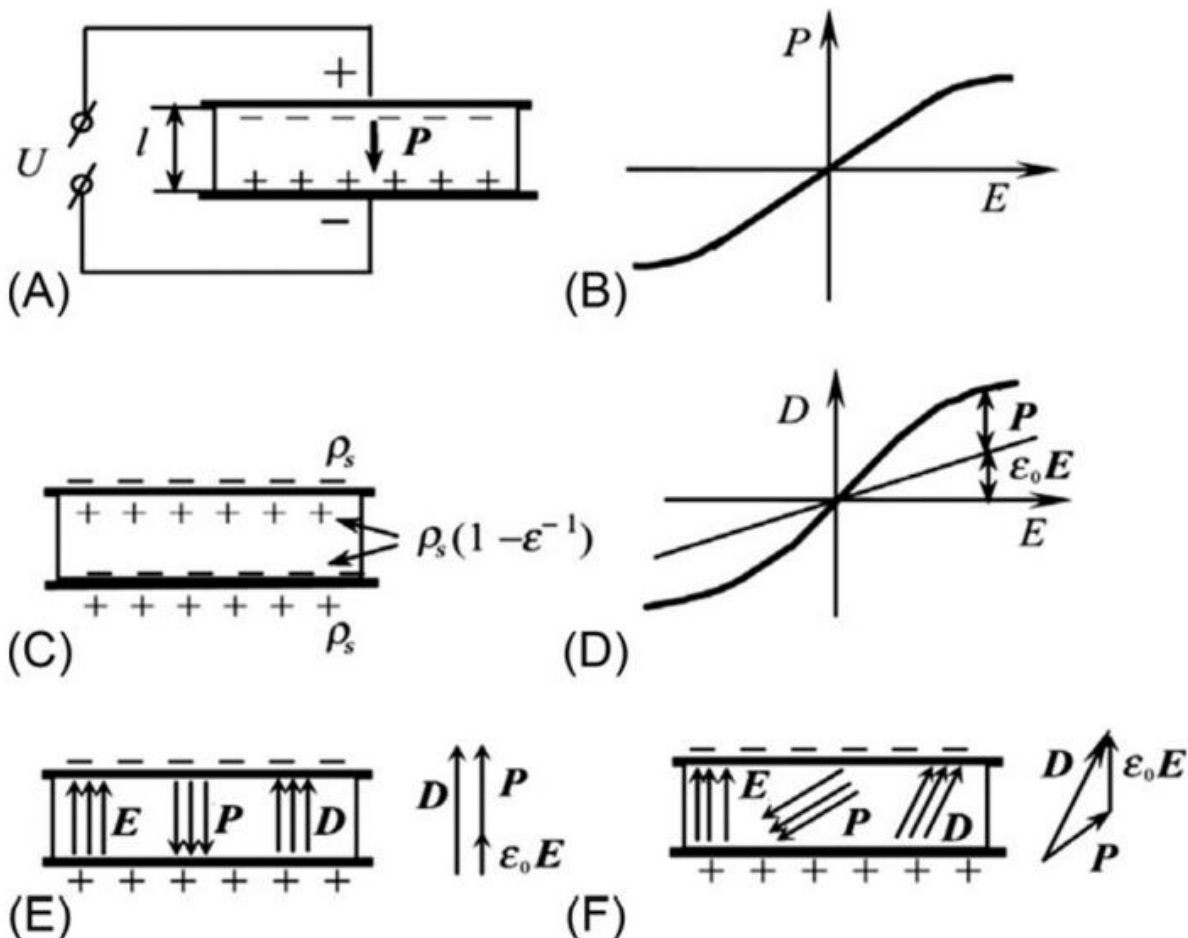 +
− − − − − −
l
P
U
+ + + + + +
−
(A)
P
E
(B)
ρₛ
− − − − − −
+ + + + + +
ρₛ(1 − ε⁻¹)
− − − − − − −
+ + + + + +
ρₛ
(C)
D
P
ε₀E
E
(D)
− − − − − −
E P D
+ + + + + +
D P
ε₀E
(E)
− − − − − −
E P D
+ + + + + +
D ε₀E
P
(F)